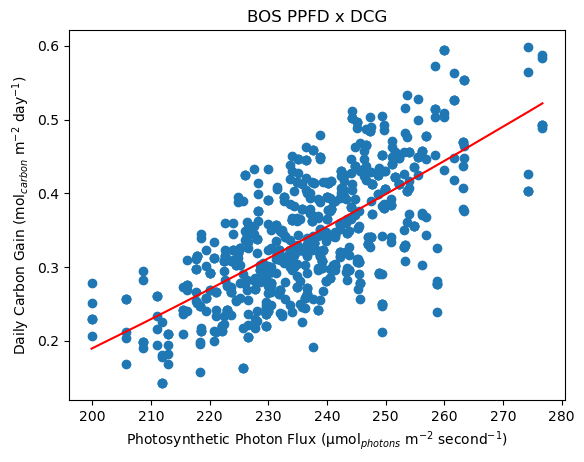 BOS PPFD x DCG
0.6
0.5
0.4
0.3
0.2
Daily Carbon Gain (mol$_{carbon}$ m$^{-2}$ day$^{-1}$)
200 210 220 230 240 250 260 270 280
Photosynthetic Photon Flux (μmol$_{photons}$ m$^{-2}$ second$^{-1}$)